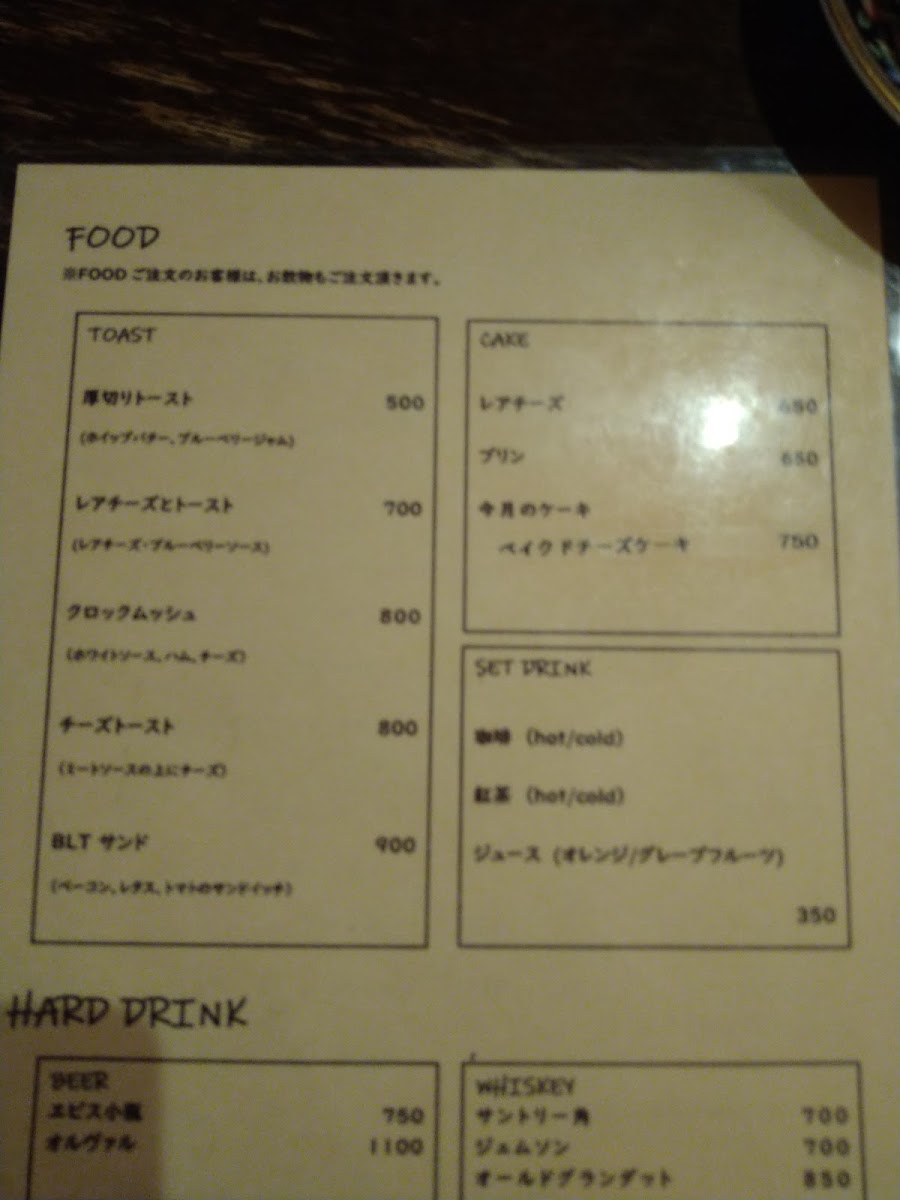 FOOD
※FOOD ご注文のお客様は、お飲物もご注文頂きます。
TOAST
厚切りトースト 500
(ホイップバター、ブルーベリージャム)
レアチーズとトースト 700
(レアチーズ・ブルーベリーソース)
クロックムッシュ 800
(ホワイトソース、ハム、チーズ)
チーズトースト 800
(ミートソースの上にチーズ)
BLT サンド 900
(ベーコン、レタス、トマトのサンドイッチ)
CAKE
レアチーズ 650
プリン 650
今月のケーキ
ベイクドチーズケーキ 750
SET DRINK
珈琲 (hot/cold)
紅茶 (hot/cold)
ジュース (オレンジ/グレープフルーツ)
350
HARD DRINK
BEER
エビス小瓶 750
オルヴァル 1100
WHISKEY
サントリー角 700
ジェムソン 700
オールドグランダット 850